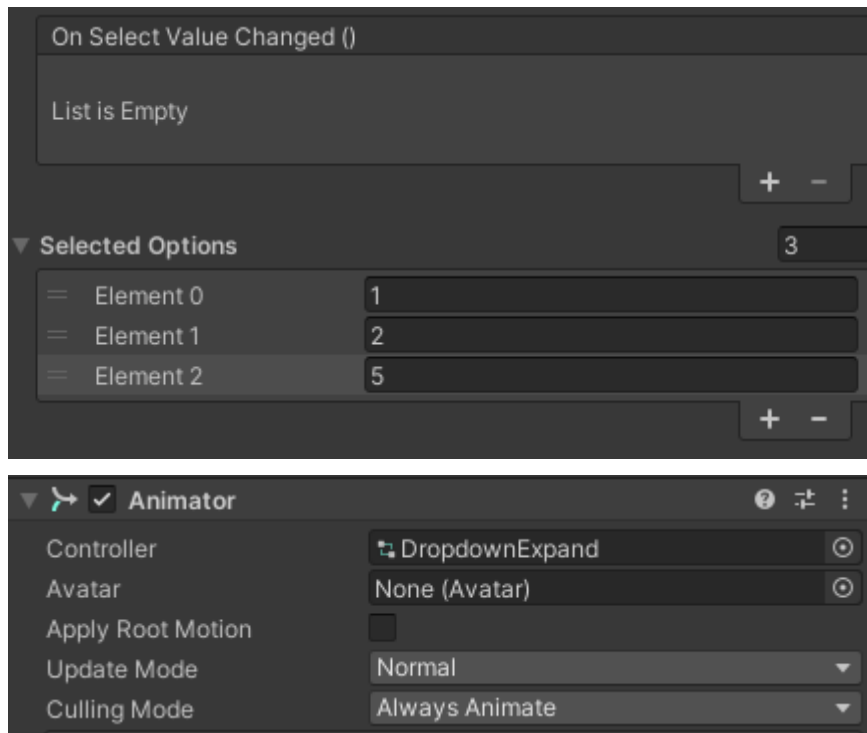 On Select Value Changed ()
List is Empty
+ −
Selected Options 3
Element 0 1
Element 1 2
Element 2 5
+ −
Animator
Controller DropdownExpand
Avatar None (Avatar)
Apply Root Motion
Update Mode Normal
Culling Mode Always Animate